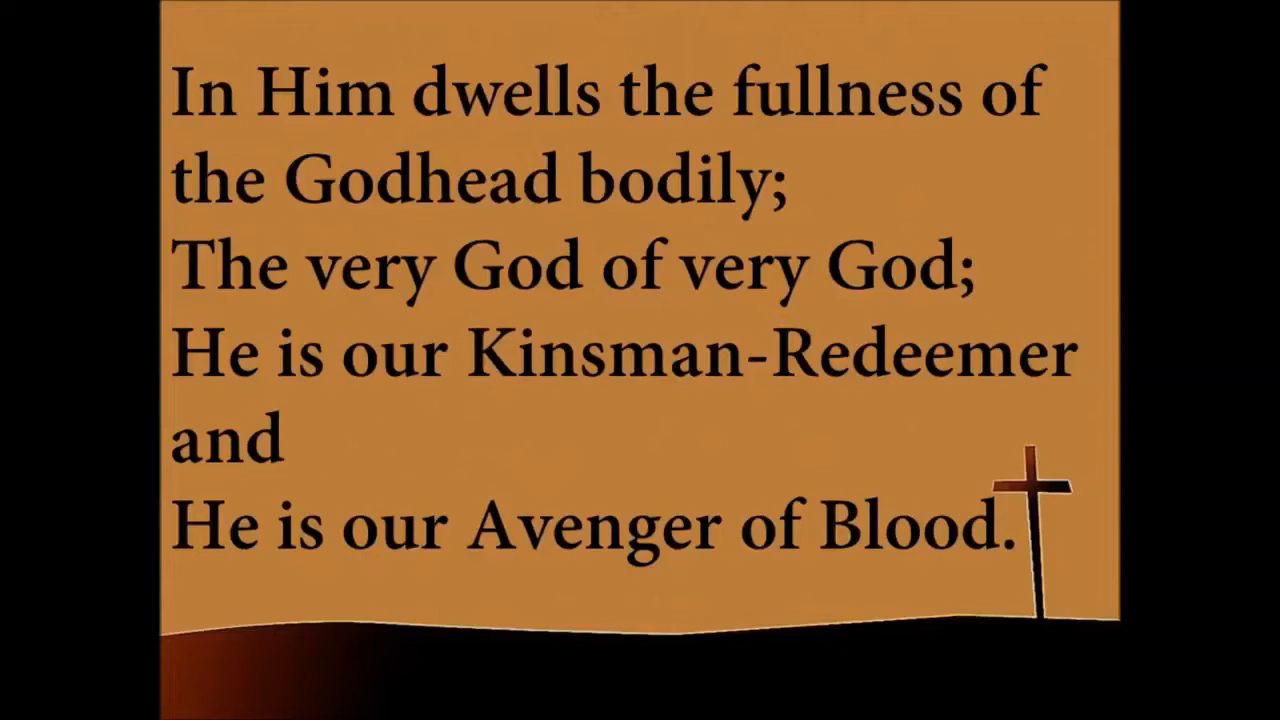 In Him dwells the fullness of
the Godhead bodily;
The very God of very God;
He is our Kinsman-Redeemer
and
He is our Avenger of Blood.